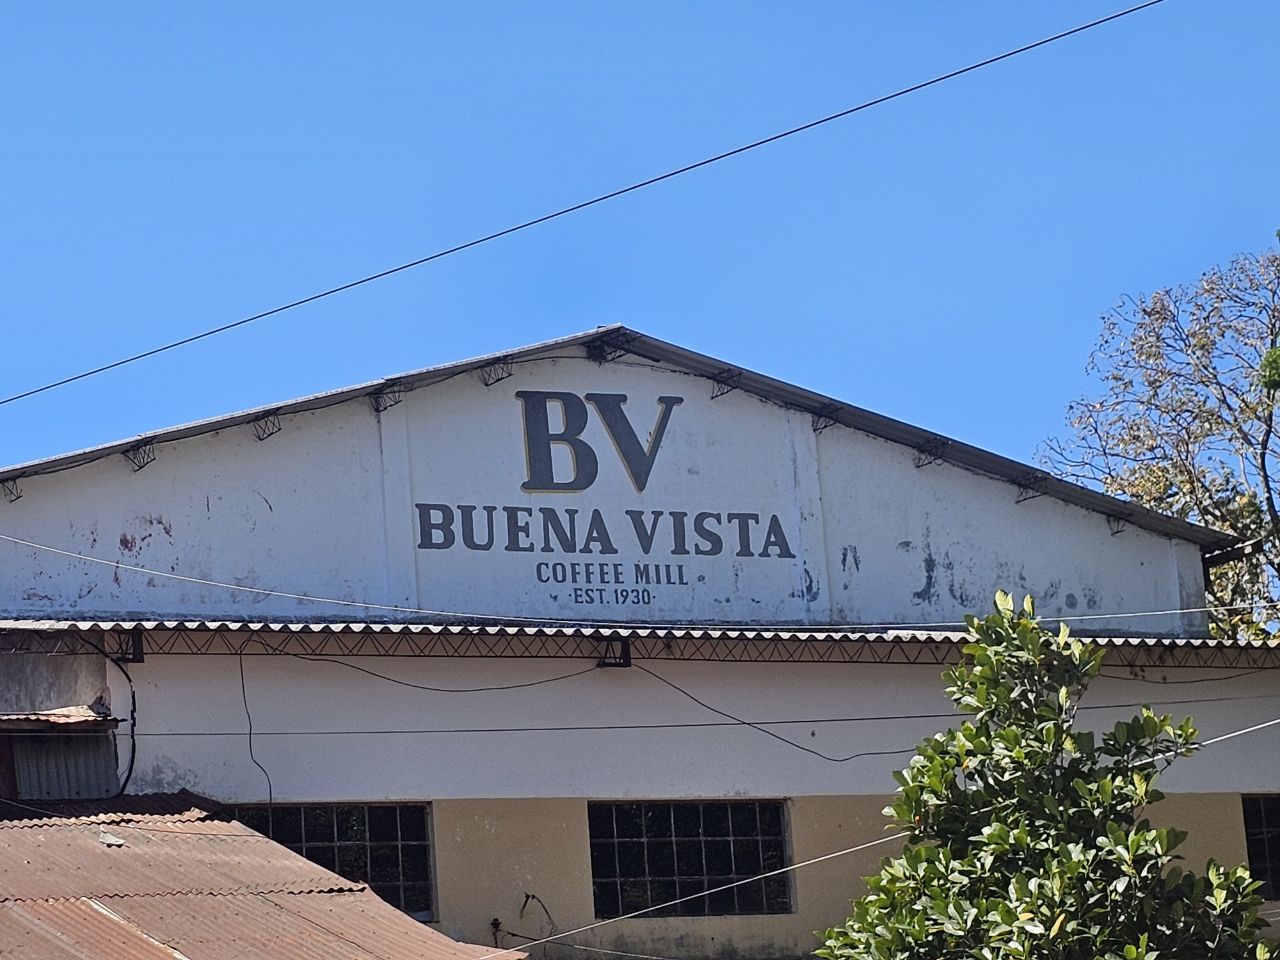 BV
BUENA VISTA
COFFEE MILL
EST. 1930